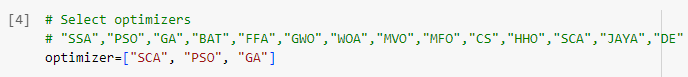 [4] # Select optimizers
# "SSA","PSO","GA","BAT","FFA","GWO","WOA","MVO","MFO","CS","HHO","SCA","JAYA","DE"
optimizer=["SCA", "PSO", "GA"]